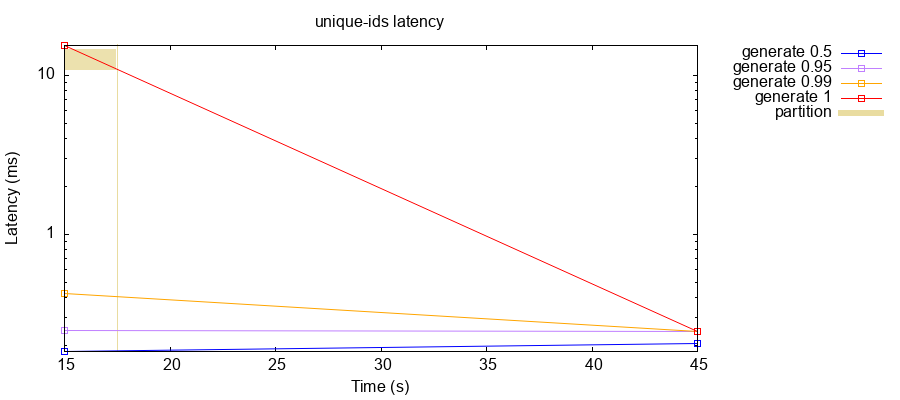 unique-ids latency
generate 0.5
generate 0.95
generate 0.99
generate 1
partition
10
1
Latency (ms)
15 20 25 30 35 40 45
Time (s)